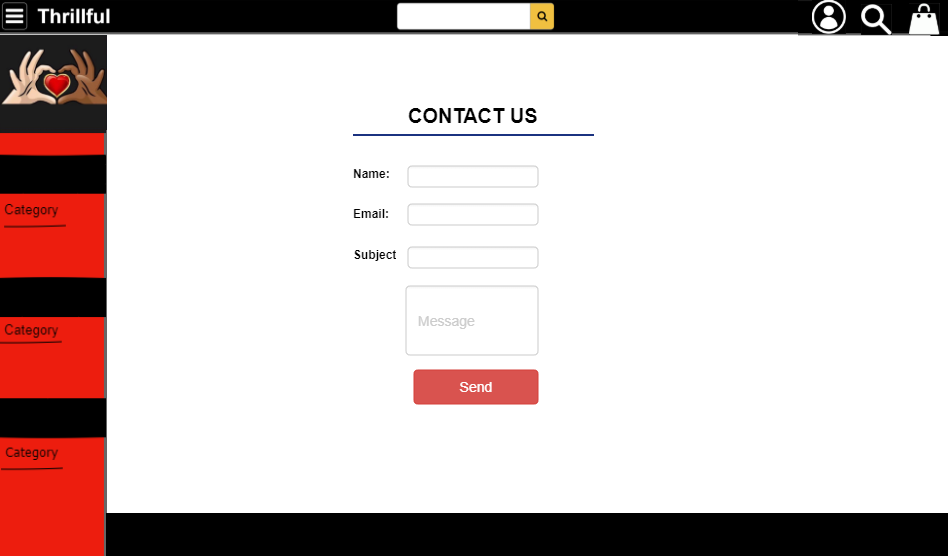 Thrillful
CONTACT US
Name:
Category
Email:
Subject
Message
Category
Send
Category